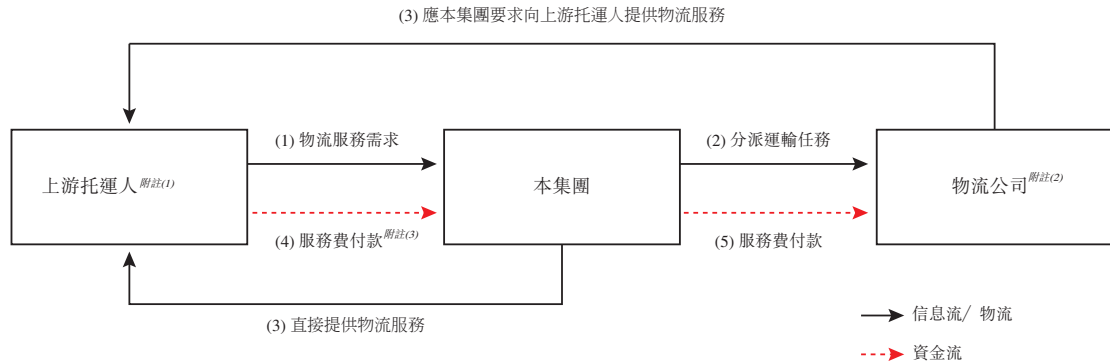 (3) 應本集團要求向上游托運人提供物流服務
(1) 物流服務需求
(2) 分派運輸任務
上游托運人附註(1)
本集團
物流公司附註(2)
(4) 服務費付款附註(3)
(5) 服務費付款
(3) 直接提供物流服務
信息流/ 物流
資金流